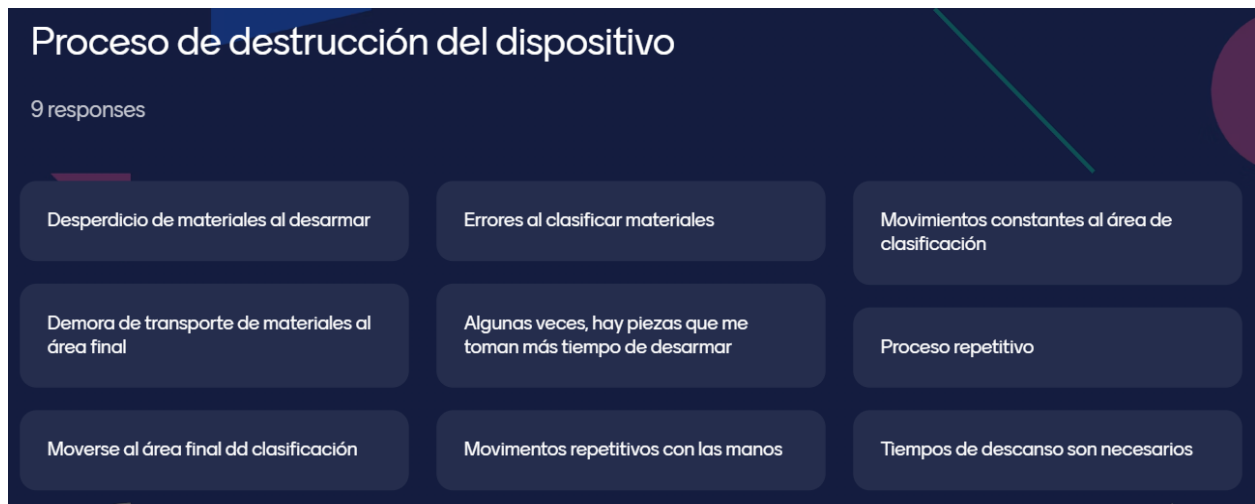 Proceso de destrucción del dispositivo
9 responses
Desperdicio de materiales al desarmar
Errores al clasificar materiales
Movimientos constantes al área de
clasificación
Demora de transporte de materiales al
área final
Algunas veces, hay piezas que me
toman más tiempo de desarmar
Proceso repetitivo
Moverse al área final dd clasificación
Movimentos repetitivos con las manos
Tiempos de descanso son necesarios